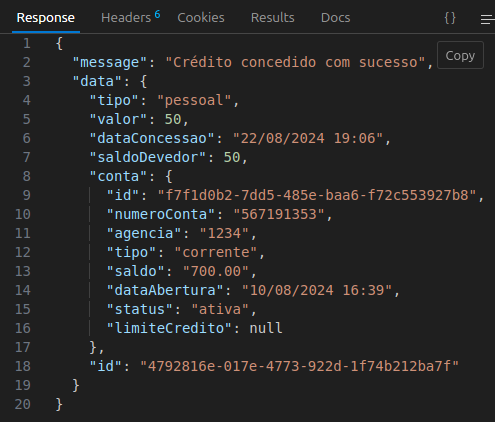 Response Headers 6 Cookies Results Docs {}
Copy
1 {
2 "message": "Crédito concedido com sucesso",
3 "data": {
4 "tipo": "pessoal",
5 "valor": 50,
6 "dataConcessao": "22/08/2024 19:06",
7 "saldoDevedor": 50,
8 "conta": {
9 "id": "f7f1d0b2-7dd5-485e-baa6-f72c553927b8",
10 "numeroConta": "567191353",
11 "agencia": "1234",
12 "tipo": "corrente",
13 "saldo": "700.00",
14 "dataAbertura": "10/08/2024 16:39",
15 "status": "ativa",
16 "limiteCredito": null
17 },
18 "id": "4792816e-017e-4773-922d-1f74b212ba7f"
19 }
20 }